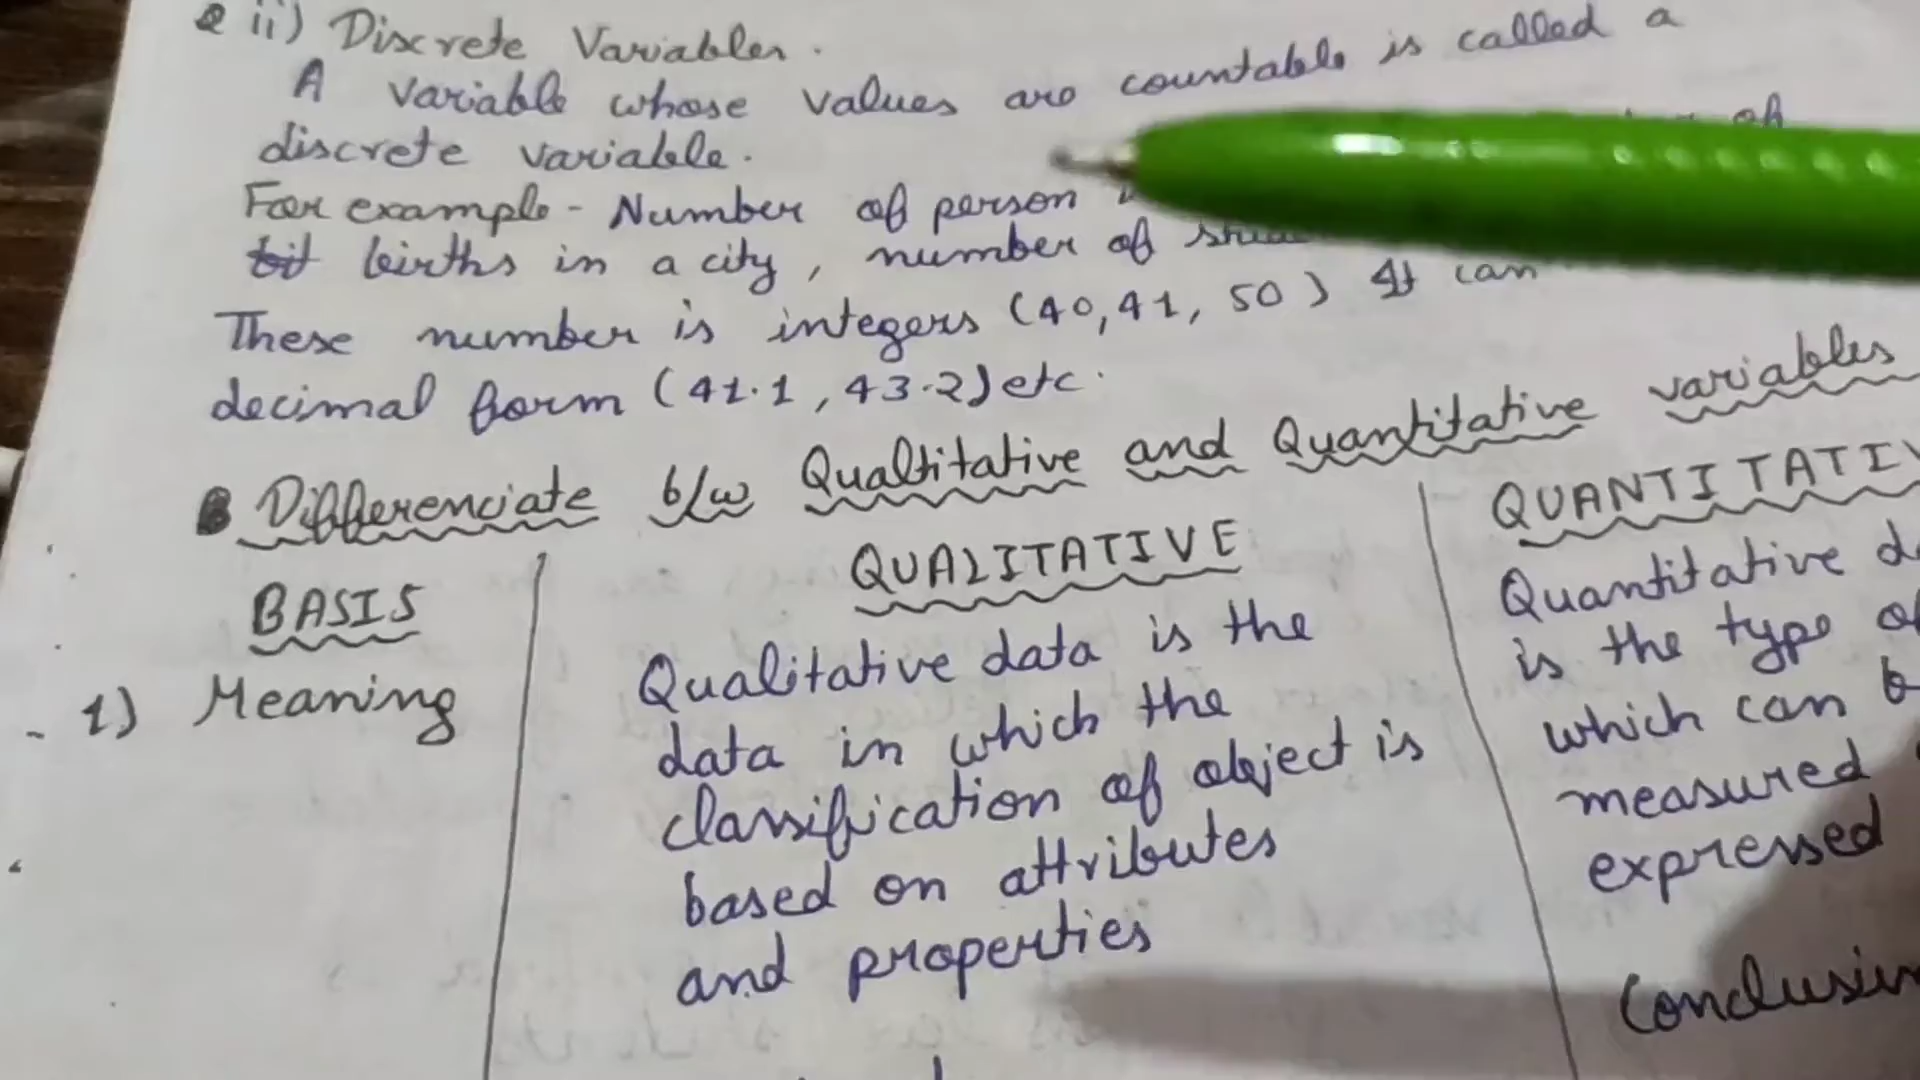 ii) Discrete Variables.
A variable whose values are countable is called a
discrete variable.
For example - Number of person of
births in a city, number of
These number is integers (40,41, 50) It can
decimal form (41.1, 43.2) etc.
Differenciate b/w Qualtitative and Quantitative variables
BASIS
QUALITATIVE
1) Meaning
Qualitative data is the
data in which the
classification of object is
based on attributes
and properties
Quantitative
is the type
which can
measured
expressed